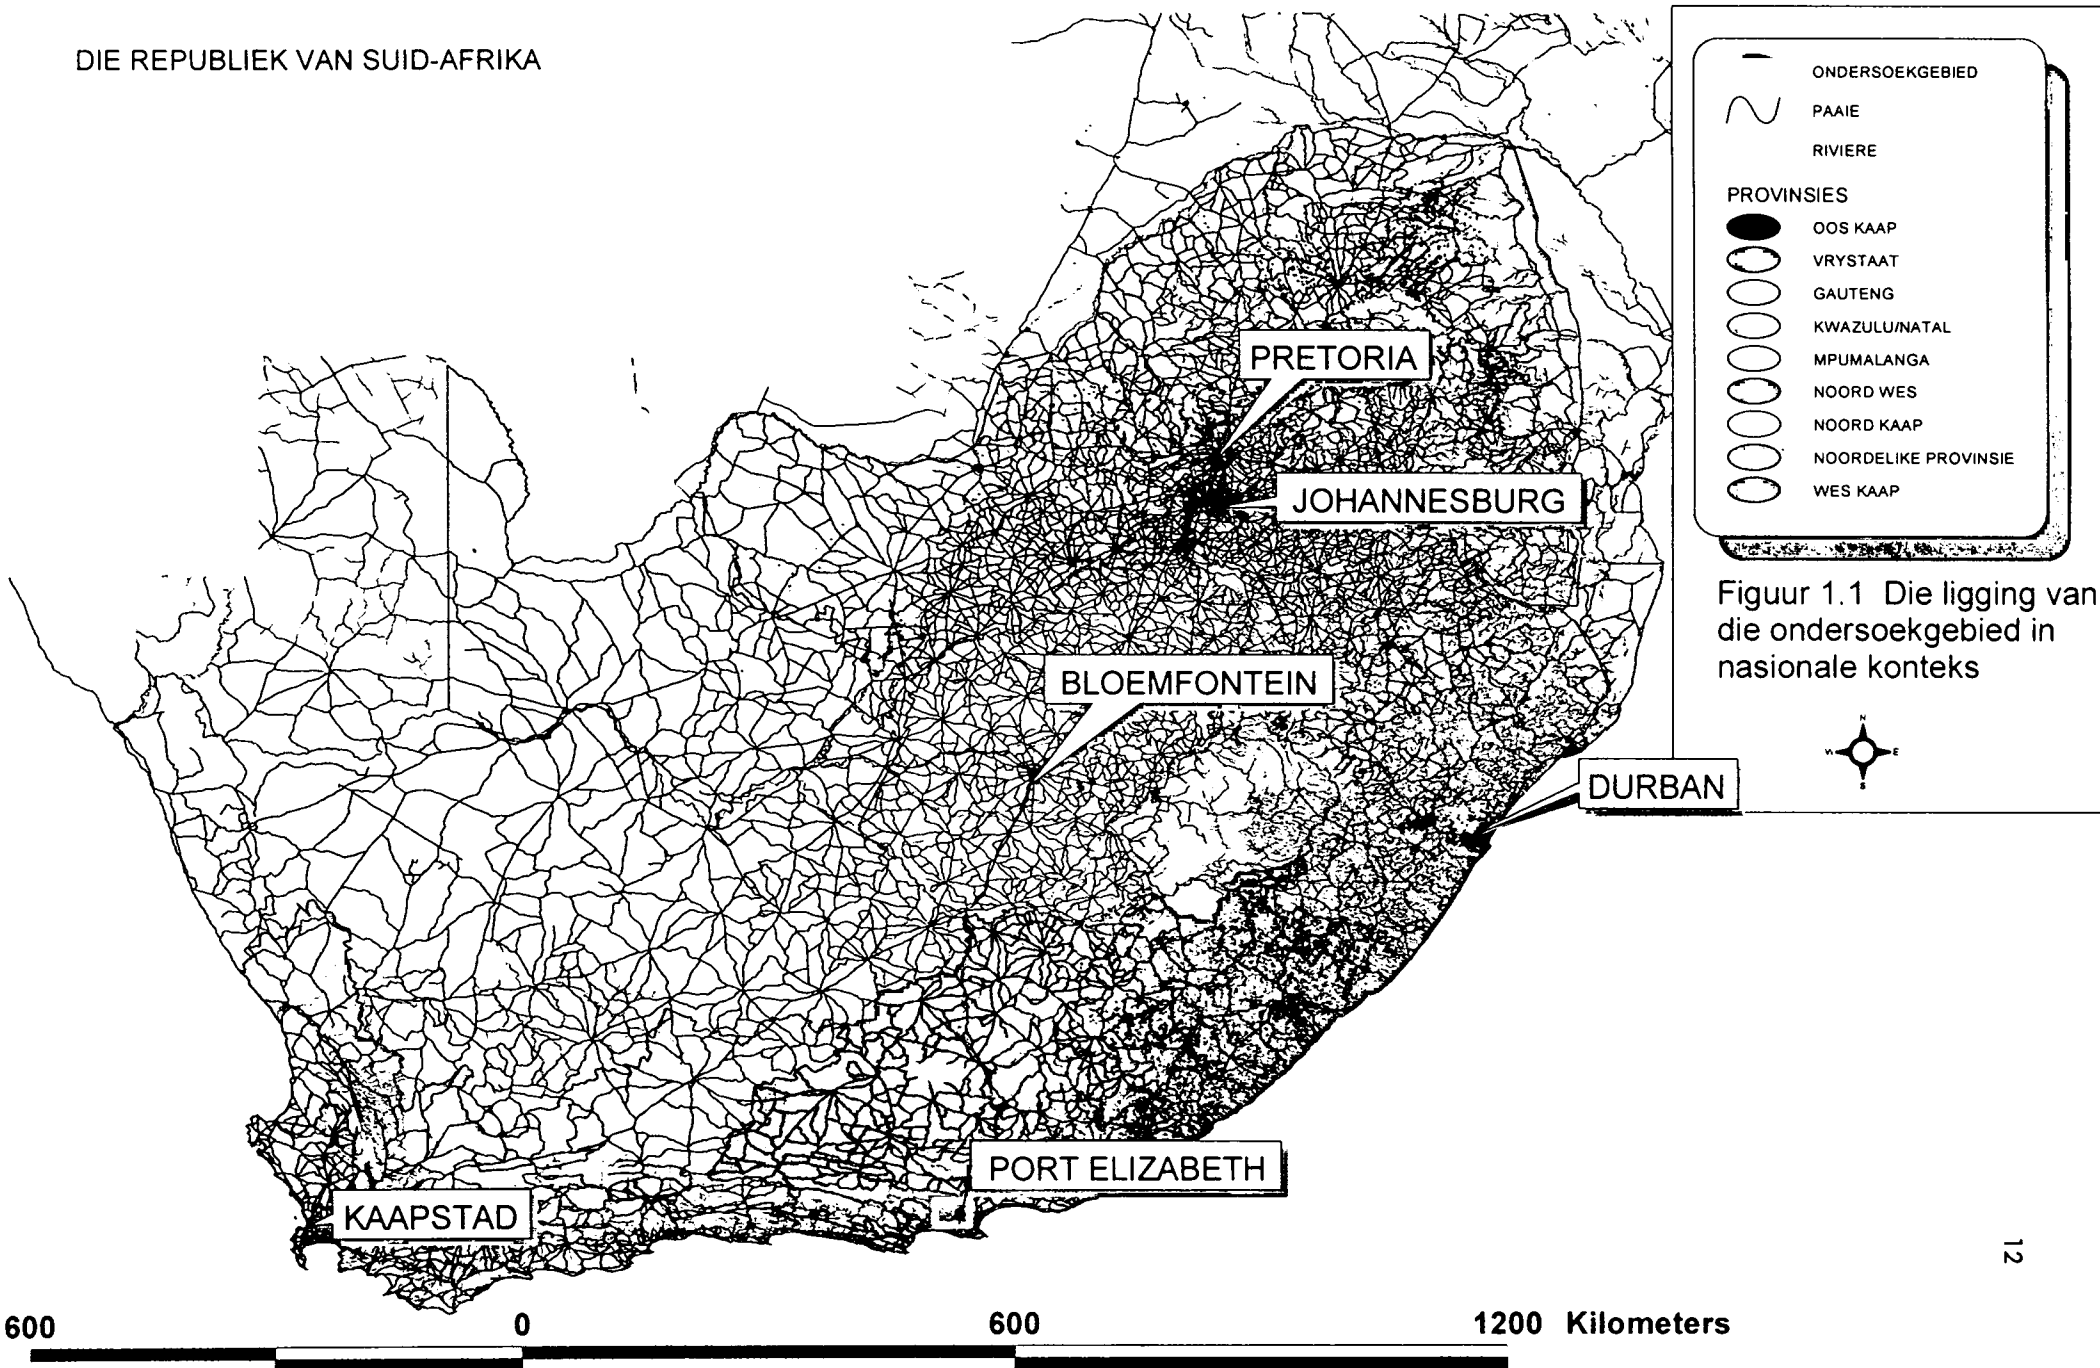 DIE REPUBLIEK VAN SUID-AFRIKA
ONDERSOEKGEBIED
PAAIE
RIVIERE
PROVINSIES
OOS KAAP
VRYSTAAT
GAUTENG
KWAZULU/NATAL
MPUMALANGA
NOORD WES
NOORD KAAP
NOORDELIKE PROVINSIE
WES KAAP
Figuur 1.1 Die ligging van
die ondersoekgebied in
nasionale konteks
N
W E
S
PRETORIA
JOHANNESBURG
BLOEMFONTEIN
DURBAN
PORT ELIZABETH
KAAPSTAD
12
600 0 600 1200 Kilometers